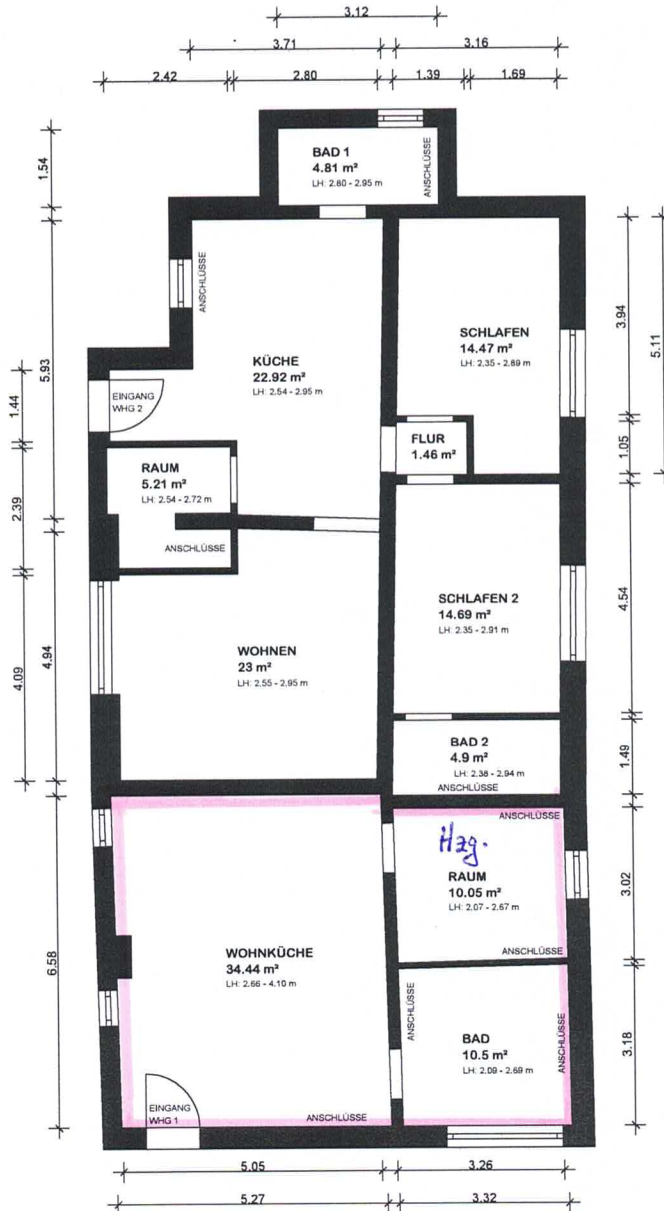 3.12
3.71
3.16
2.42
2.80
1.39
1.69
1.54
BAD 1
4.81 m²
LH: 2.80 - 2.95 m
ANSCHLÜSSE
ANSCHLÜSSE
5.93
1.44
2.39
KÜCHE
22.92 m²
LH: 2.54 - 2.95 m
SCHLAFEN
14.47 m²
LH: 2.35 - 2.89 m
3.94
5.11
1.05
EINGANG
WHG 2
FLUR
1.46 m²
RAUM
5.21 m²
LH: 2.54 - 2.72 m
ANSCHLÜSSE
SCHLAFEN 2
14.69 m²
LH: 2.35 - 2.91 m
4.54
4.09
4.94
WOHNEN
23 m²
LH: 2.55 - 2.95 m
BAD 2
4.9 m²
LH: 2.38 - 2.94 m
ANSCHLÜSSE
1.49
ANSCHLÜSSE
Hzg.
RAUM
10.05 m²
LH: 2.07 - 2.67 m
ANSCHLÜSSE
3.02
6.58
WOHNKÜCHE
34.44 m²
LH: 2.66 - 4.10 m
ANSCHLÜSSE
BAD
10.5 m²
LH: 2.09 - 2.69 m
ANSCHLÜSSE
3.18
EINGANG
WHG 1
ANSCHLÜSSE
5.05
3.26
5.27
3.32